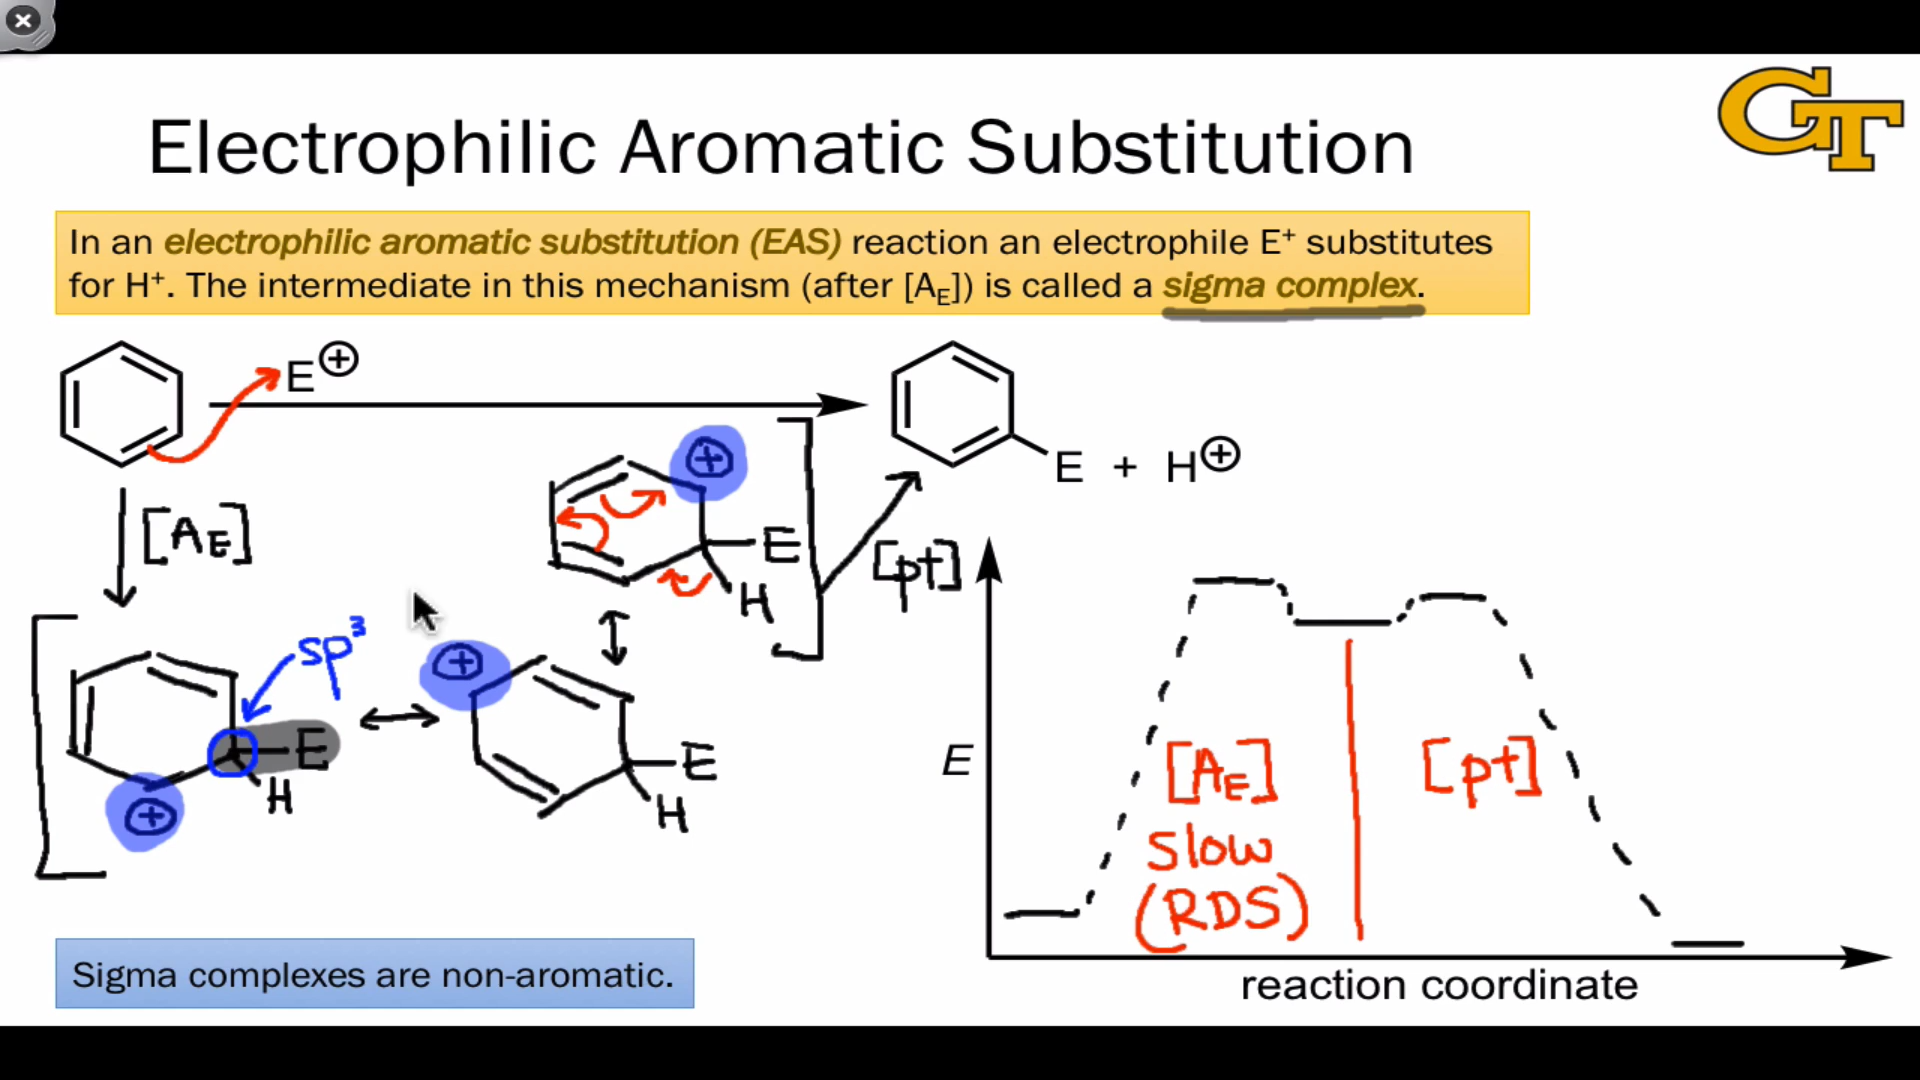 GT
Electrophilic Aromatic Substitution
In an electrophilic aromatic substitution (EAS) reaction an electrophile E⁺ substitutes
for H⁺. The intermediate in this mechanism (after [A_E]) is called a sigma complex.
E⊕
E + H⊕
[A_E]
⊕
E
H
[pt]
sp³
E
H
⊕
⊕
E
H
E
[A_E]
slow
(RDS)
[pt]
reaction coordinate
Sigma complexes are non-aromatic.